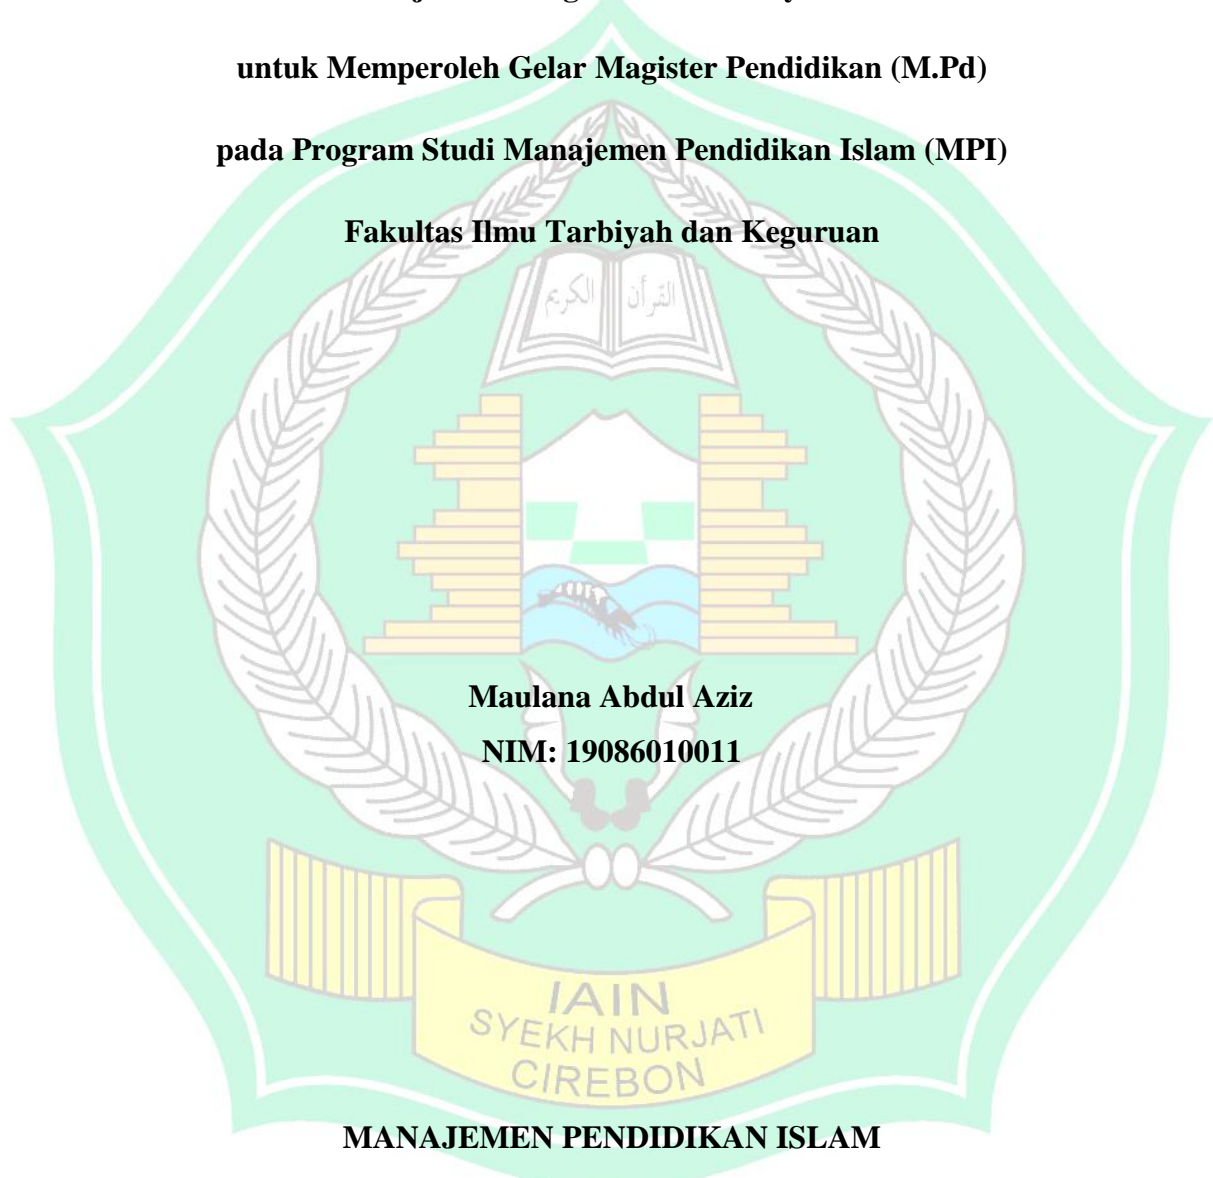 untuk Memperoleh Gelar Magister Pendidikan (M.Pd)
pada Program Studi Manajemen Pendidikan Islam (MPI)
Fakultas Ilmu Tarbiyah dan Keguruan
القرآن الكريم
Maulana Abdul Aziz
NIM: 19086010011
IAIN
SYEKH NURJATI
CIREBON
MANAJEMEN PENDIDIKAN ISLAM